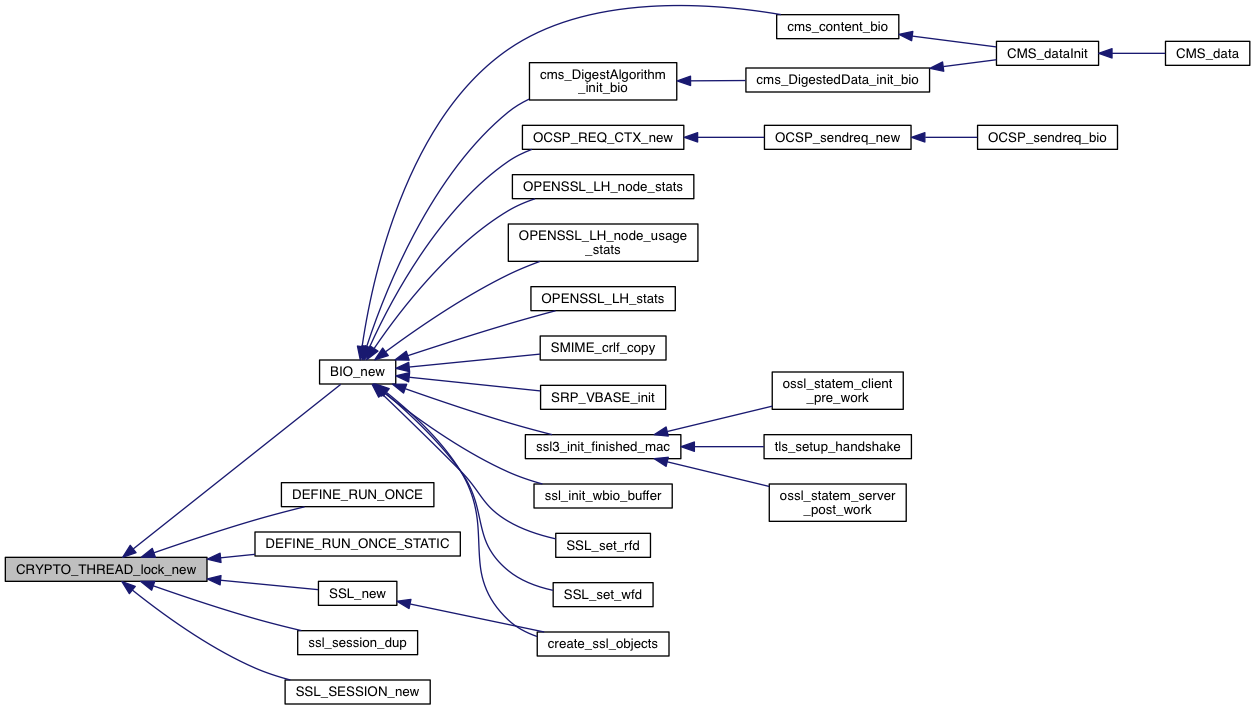 cms_content_bio
CMS_dataInit
CMS_data
cms_DigestAlgorithm
_init_bio
cms_DigestedData_init_bio
OCSP_REQ_CTX_new
OCSP_sendreq_new
OCSP_sendreq_bio
OPENSSL_LH_node_stats
OPENSSL_LH_node_usage
_stats
OPENSSL_LH_stats
SMIME_crlf_copy
BIO_new
SRP_VBASE_init
ossl_statem_client
_pre_work
ssl3_init_finished_mac
tls_setup_handshake
ossl_statem_server
_post_work
ssl_init_wbio_buffer
DEFINE_RUN_ONCE
DEFINE_RUN_ONCE_STATIC
SSL_set_rfd
CRYPTO_THREAD_lock_new
SSL_new
SSL_set_wfd
ssl_session_dup
create_ssl_objects
SSL_SESSION_new